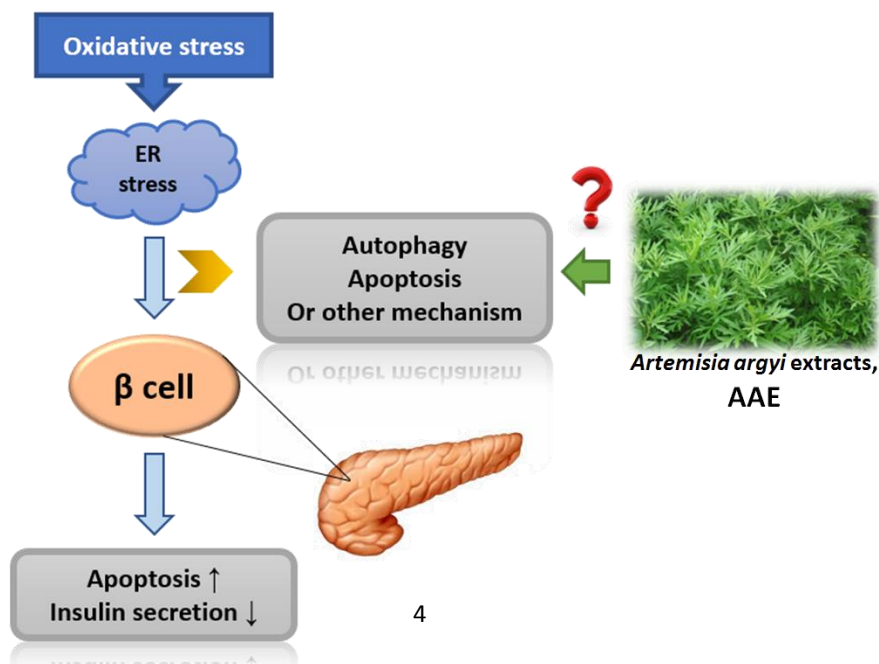 Oxidative stress
ER
stress
Autophagy
Apoptosis
Or other mechanism
?
Artemisia argyi extracts,
AAE
β cell
Apoptosis ↑
Insulin secretion ↓
4